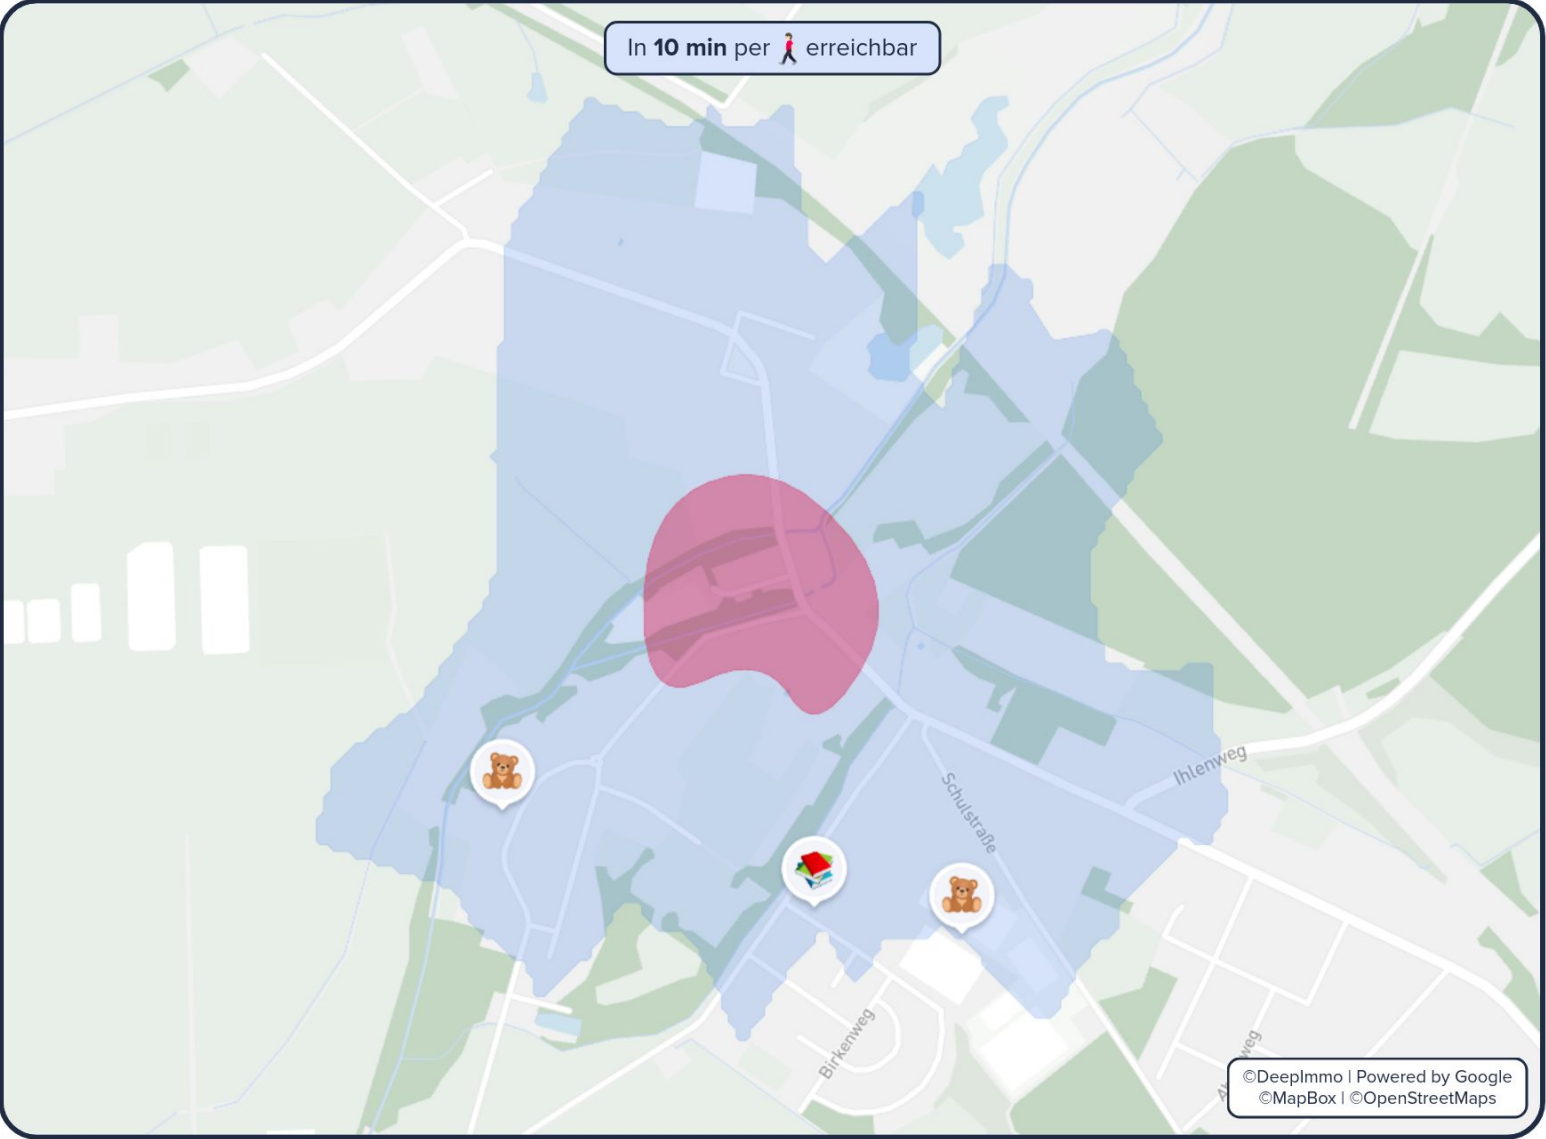 In 10 min per erreichbar
Ihlenweg
Schulstraße
Birkenweg
©DeepImmo | Powered by Google
©MapBox | ©OpenStreetMaps